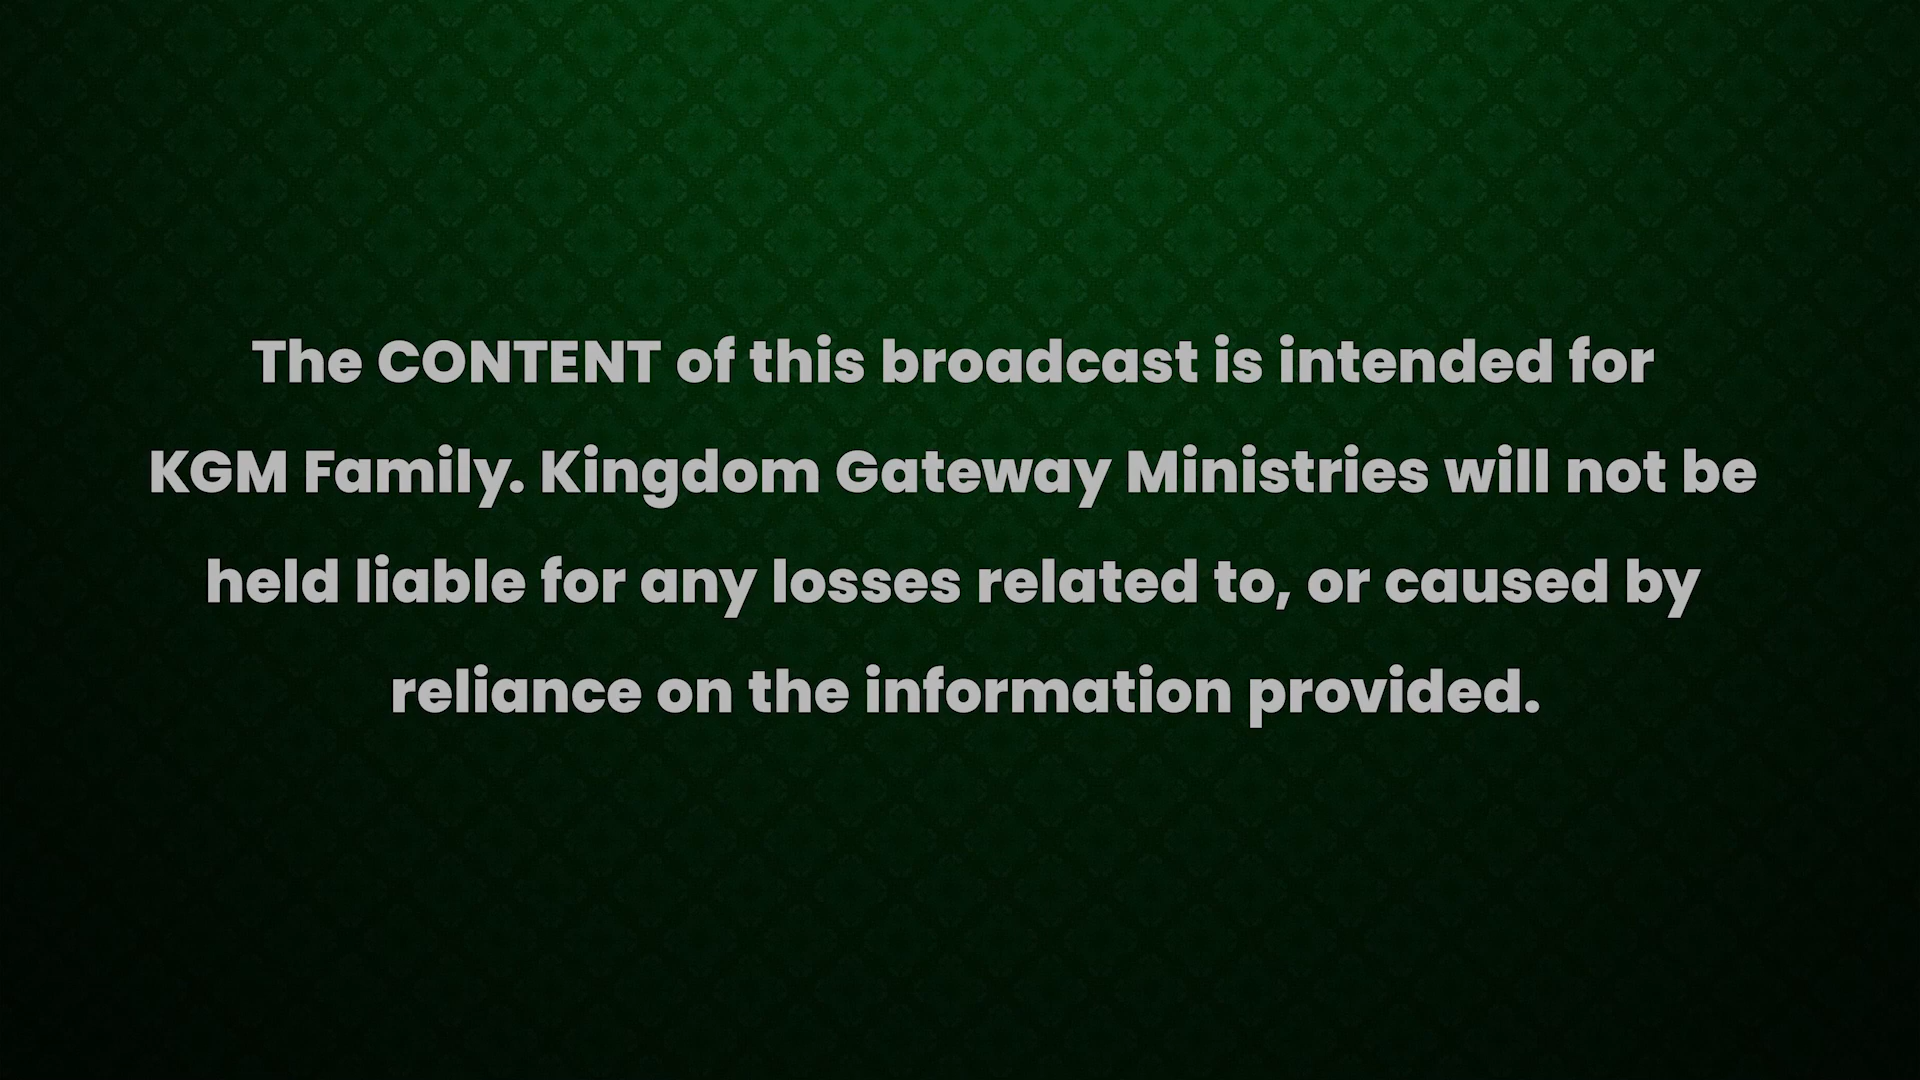 The CONTENT of this broadcast is intended for
KGM Family. Kingdom Gateway Ministries will not be
held liable for any losses related to, or caused by
reliance on the information provided.